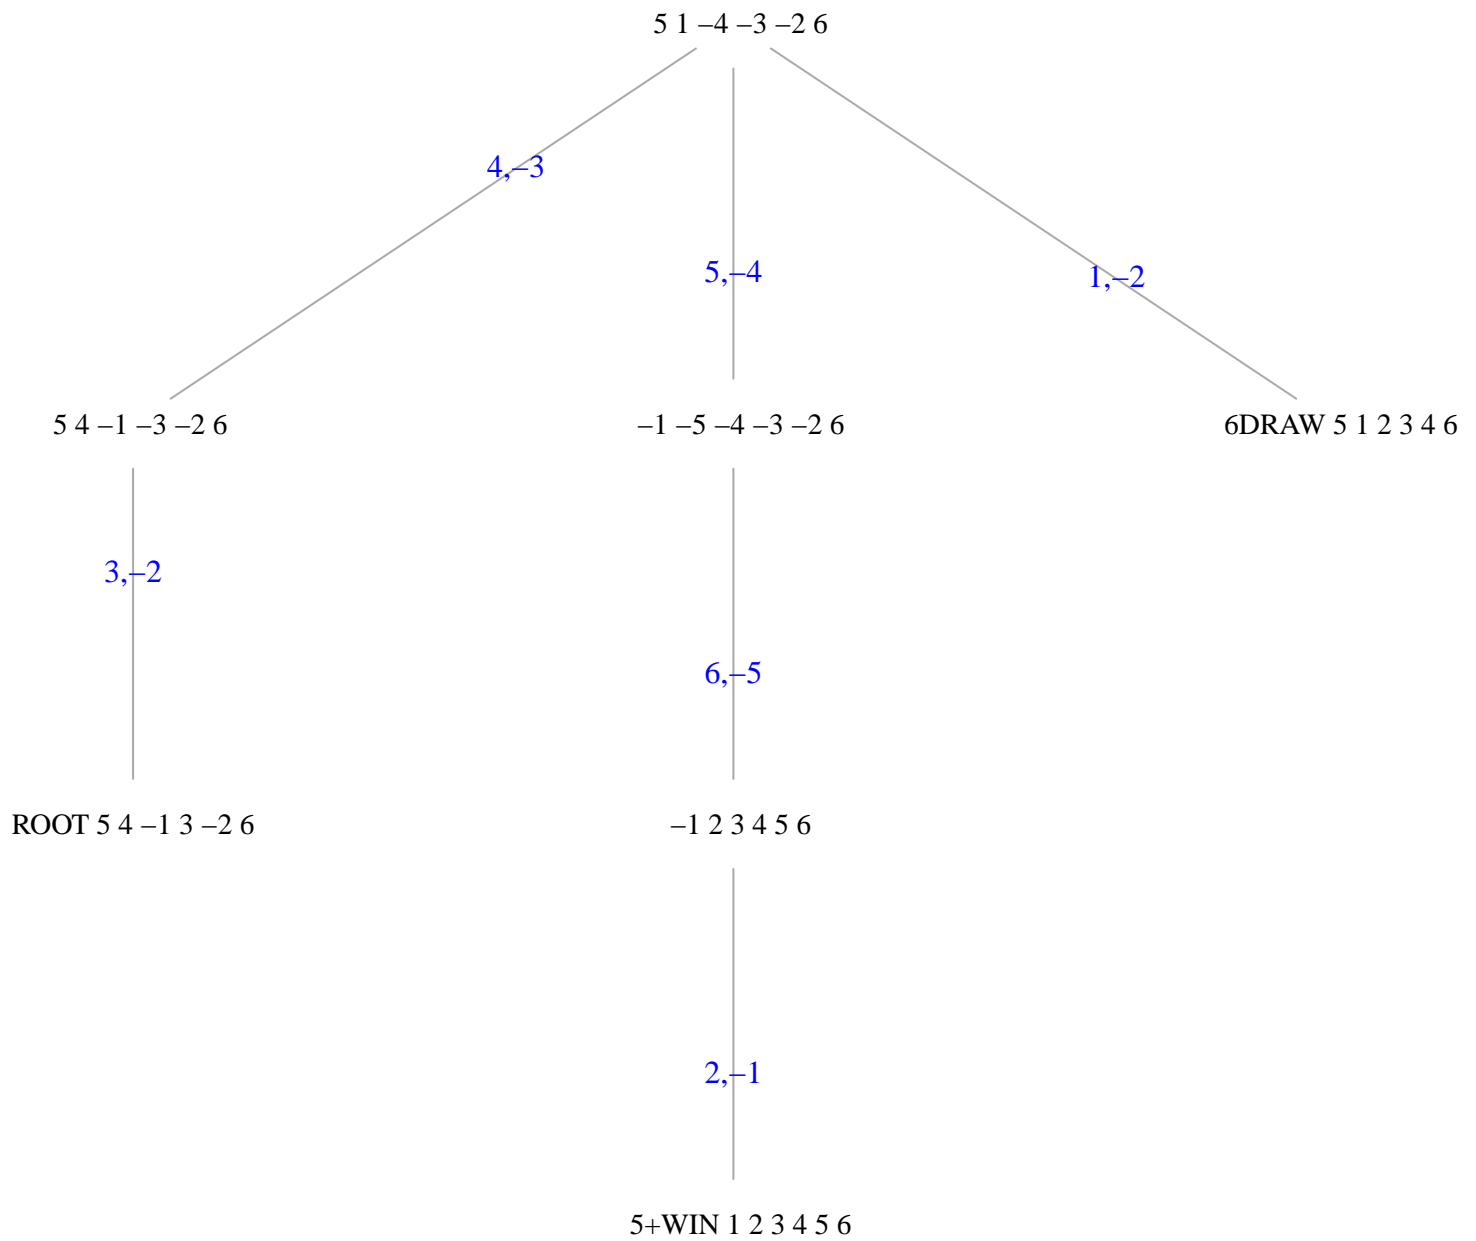 5 1 –4 –3 –2 6
4,–3
5,–4
1,–2
5 4 –1 –3 –2 6
–1 –5 –4 –3 –2 6
6DRAW 5 1 2 3 4 6
3,–2
6,–5
ROOT 5 4 –1 3 –2 6
–1 2 3 4 5 6
2,–1
5+WIN 1 2 3 4 5 6